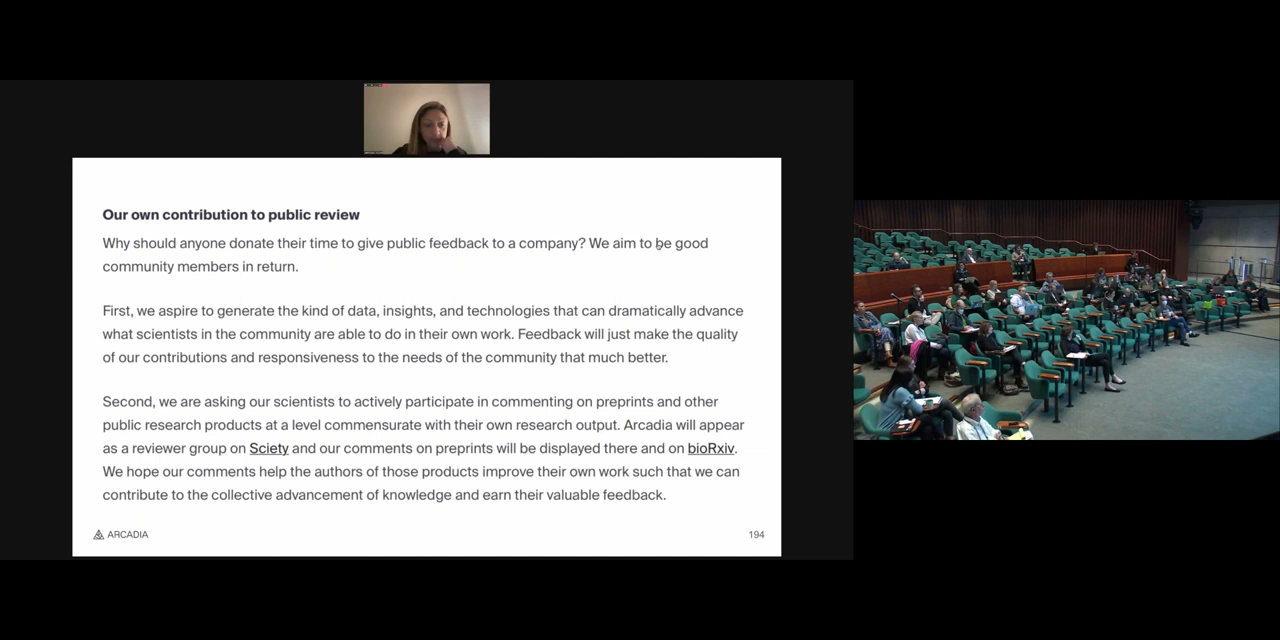 Our own contribution to public review
Why should anyone donate their time to give public feedback to a company? We aim to be good
community members in return.
First, we aspire to generate the kind of data, insights, and technologies that can dramatically advance
what scientists in the community are able to do in their own work. Feedback will just make the quality
of our contributions and responsiveness to the needs of the community that much better.
Second, we are asking our scientists to actively participate in commenting on preprints and other
public research products at a level commensurate with their own research output. Arcadia will appear
as a reviewer group on Sciety and our comments on preprints will be displayed there and on bioRxiv.
We hope our comments help the authors of those products improve their own work such that we can
contribute to the collective advancement of knowledge and earn their valuable feedback.
ARCADIA
194